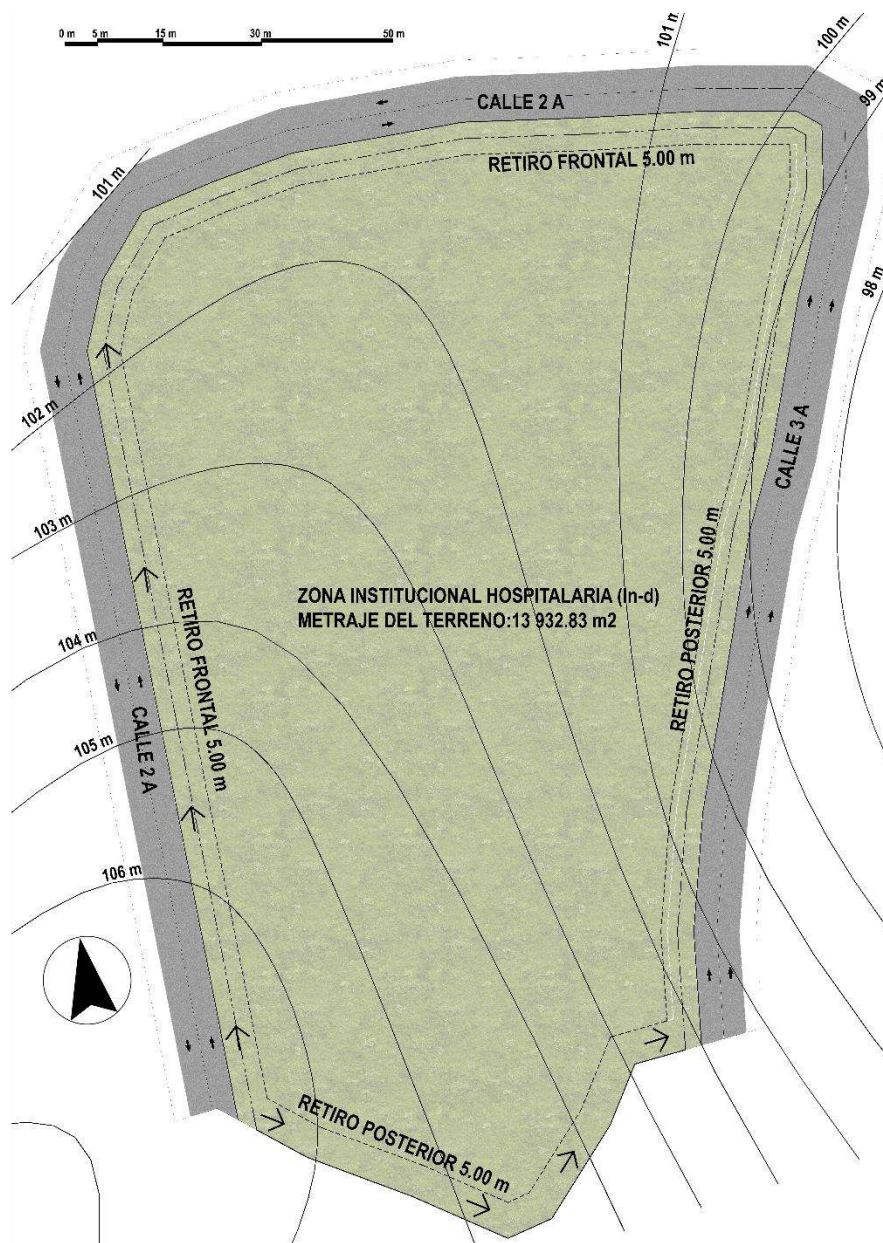 0 m 5 m 15 m 30 m 50 m
101 m
100 m
99 m
CALLE 2 A
RETIRO FRONTAL 5.00 m
101 m
98 m
102 m
CALLE 3 A
103 m
RETIRO POSTERIOR 5.00 m
ZONA INSTITUCIONAL HOSPITALARIA (In-d)
METRAJE DEL TERRENO:13 932.83 m2
RETIRO FRONTAL 5.00 m
104 m
CALLE 2 A
105 m
106 m
RETIRO POSTERIOR 5.00 m